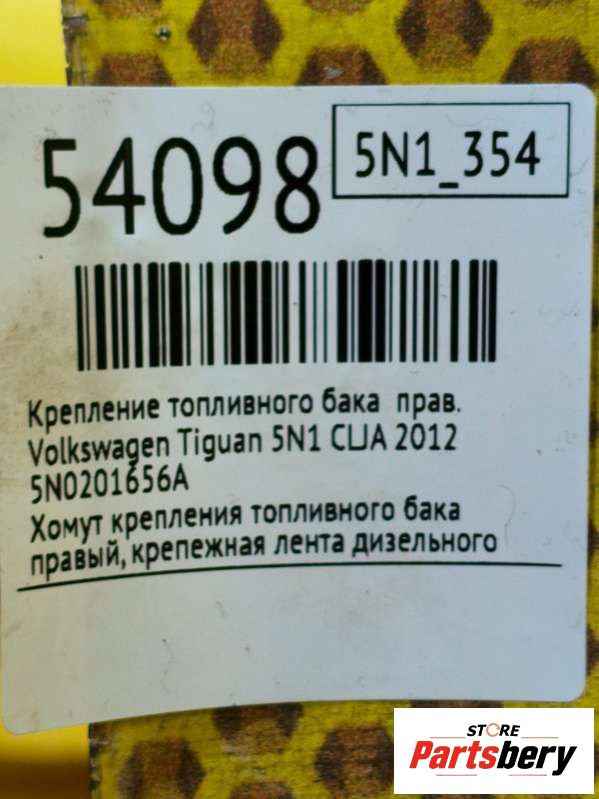 54098
5N1_354
Крепление топливного бака прав.
Volkswagen Tiguan 5N1 CLJA 2012
5N0201656A
Хомут крепления топливного бака
правый, крепежная лента дизельного
STORE
Partsbery